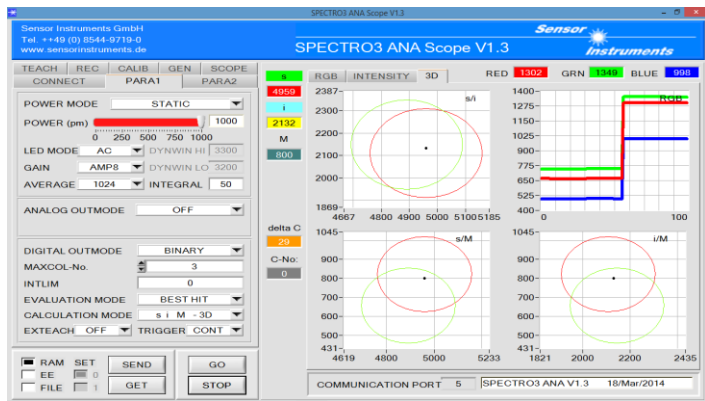 SPECTRO3 ANA Scope V1.3
Sensor Instruments GmbH
Tel. ++49 (0) 8544-9719-0
www.sensorinstruments.de
SPECTRO3 ANA Scope V1.3
Sensor
Instruments
TEACH REC CALIB GEN SCOPE
CONNECT PARA1 PARA2
POWER MODE STATIC
POWER (pm) 1000
0 250 500 750 1000
LED MODE AC DYNWIN HI 3300
GAIN AMP8 DYNWIN LO 3200
AVERAGE 1024 INTEGRAL 50
ANALOG OUTMODE OFF
DIGITAL OUTMODE BINARY
MAXCOL-No. 3
INTLIM 0
EVALUATION MODE BEST HIT
CALCULATION MODE s i M -3D
EXTEACH OFF TRIGGER CONT
RAM SET SEND GO
EE 0
FILE 1 GET STOP
s
4959
i
2132
M
800
delta C
29
C-No:
0
RGB INTENSITY 3D RED 1302 GRN 1349 BLUE 998
2387
2300
2200
2100
2000
1869
4667 4800 4900 5000 5100 5185
s/i
1400
1275
1150
1025
900
775
650
525
400
0 100
RGB
1045
900
800
700
600
500
431
4619 4800 5000 5233
s/M
1045
900
800
700
600
500
431
1821 2000 2200 2435
i/M
COMMUNICATION PORT 5 SPECTRO3 ANA V1.3 18/Mar/2014